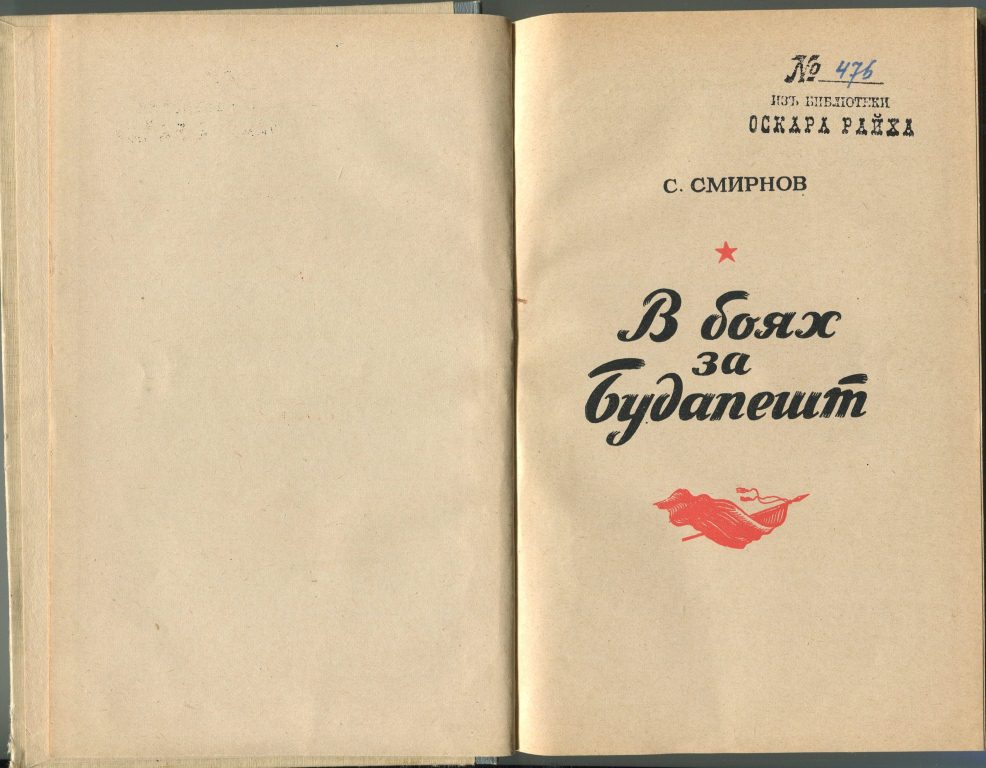 № 476
ИЗЪ БИБЛІОТЕКИ
ОСКАРА РАЙХА
С. СМИРНОВ
В боях
за
Будапешт